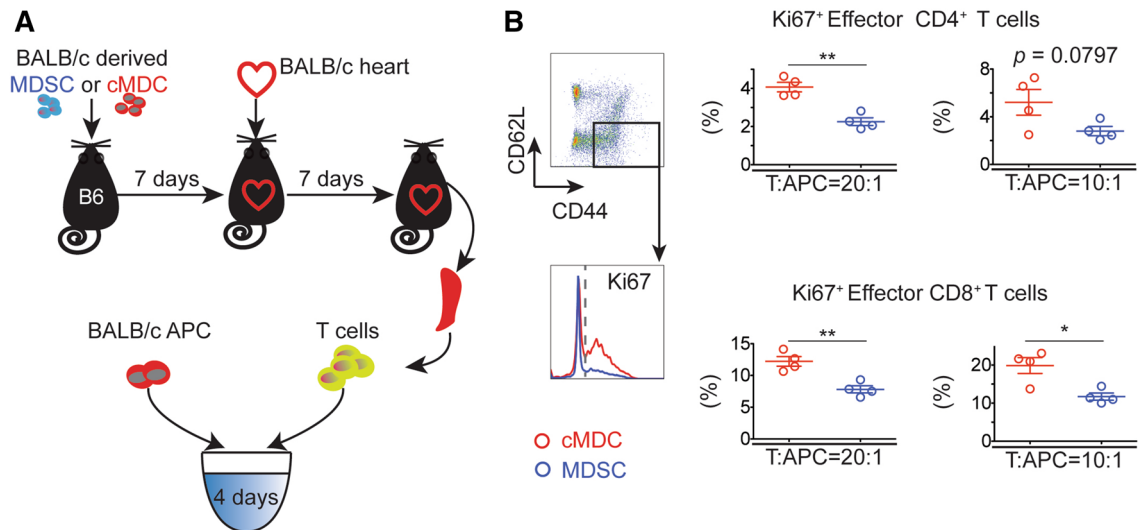 A
BALB/c derived
MDSC or cMDC
BALB/c heart
B6
7 days
7 days
BALB/c APC
T cells
4 days
B
CD62L
CD44
Ki67
cMDC
MDSC
Ki67⁺ Effector CD4⁺ T cells
**
(%)
4
2
0
T:APC=20:1
p = 0.0797
(%)
8
4
0
T:APC=10:1
Ki67⁺ Effector CD8⁺ T cells
**
(%)
15
10
5
0
T:APC=20:1
*
(%)
20
10
0
T:APC=10:1